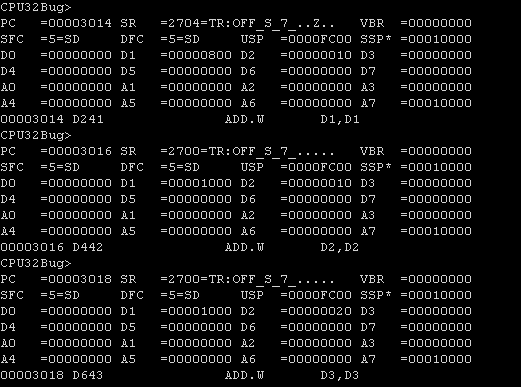 CPU32Bug>
PC   =00003014 SR   =2704=TR:OFF_S_7_..Z..   VBR  =00000000
SFC  =5=SD     DFC  =5=SD     USP  =0000FC00 SSP* =00010000
D0   =00000000 D1   =00000800 D2   =00000010 D3   =00000000
D4   =00000000 D5   =00000000 D6   =00000000 D7   =00000000
A0   =00000000 A1   =00000000 A2   =00000000 A3   =00000000
A4   =00000000 A5   =00000000 A6   =00000000 A7   =00010000
00003014 D241               ADD.W       D1,D1
CPU32Bug>
PC   =00003016 SR   =2700=TR:OFF_S_7_.....   VBR  =00000000
SFC  =5=SD     DFC  =5=SD     USP  =0000FC00 SSP* =00010000
D0   =00000000 D1   =00001000 D2   =00000010 D3   =00000000
D4   =00000000 D5   =00000000 D6   =00000000 D7   =00000000
A0   =00000000 A1   =00000000 A2   =00000000 A3   =00000000
A4   =00000000 A5   =00000000 A6   =00000000 A7   =00010000
00003016 D442               ADD.W       D2,D2
CPU32Bug>
PC   =00003018 SR   =2700=TR:OFF_S_7_.....   VBR  =00000000
SFC  =5=SD     DFC  =5=SD     USP  =0000FC00 SSP* =00010000
D0   =00000000 D1   =00001000 D2   =00000020 D3   =00000000
D4   =00000000 D5   =00000000 D6   =00000000 D7   =00000000
A0   =00000000 A1   =00000000 A2   =00000000 A3   =00000000
A4   =00000000 A5   =00000000 A6   =00000000 A7   =00010000
00003018 D643               ADD.W       D3,D3